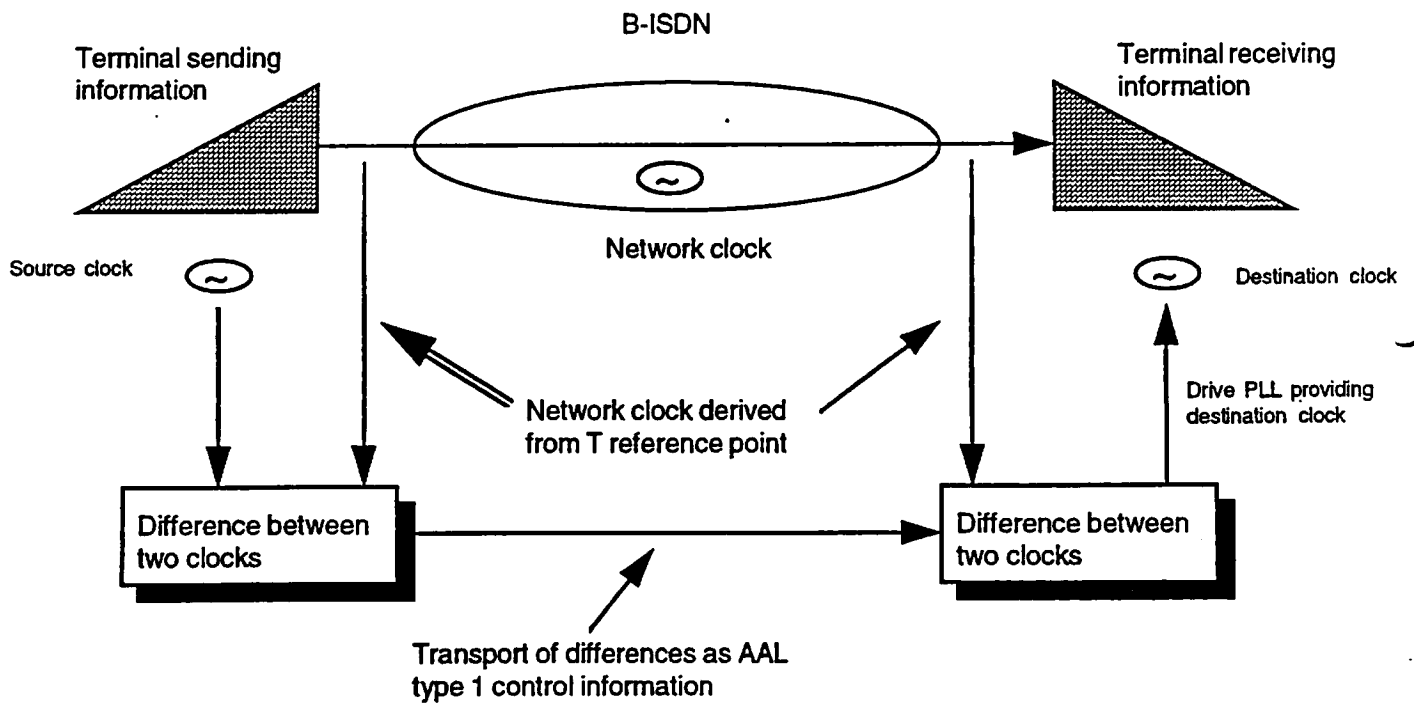 B-ISDN
Terminal sending
information
Terminal receiving
information
~
Network clock
Source clock
~
~
Destination clock
Network clock derived
from T reference point
Drive PLL providing
destination clock
Difference between
two clocks
Difference between
two clocks
Transport of differences as AAL
type 1 control information